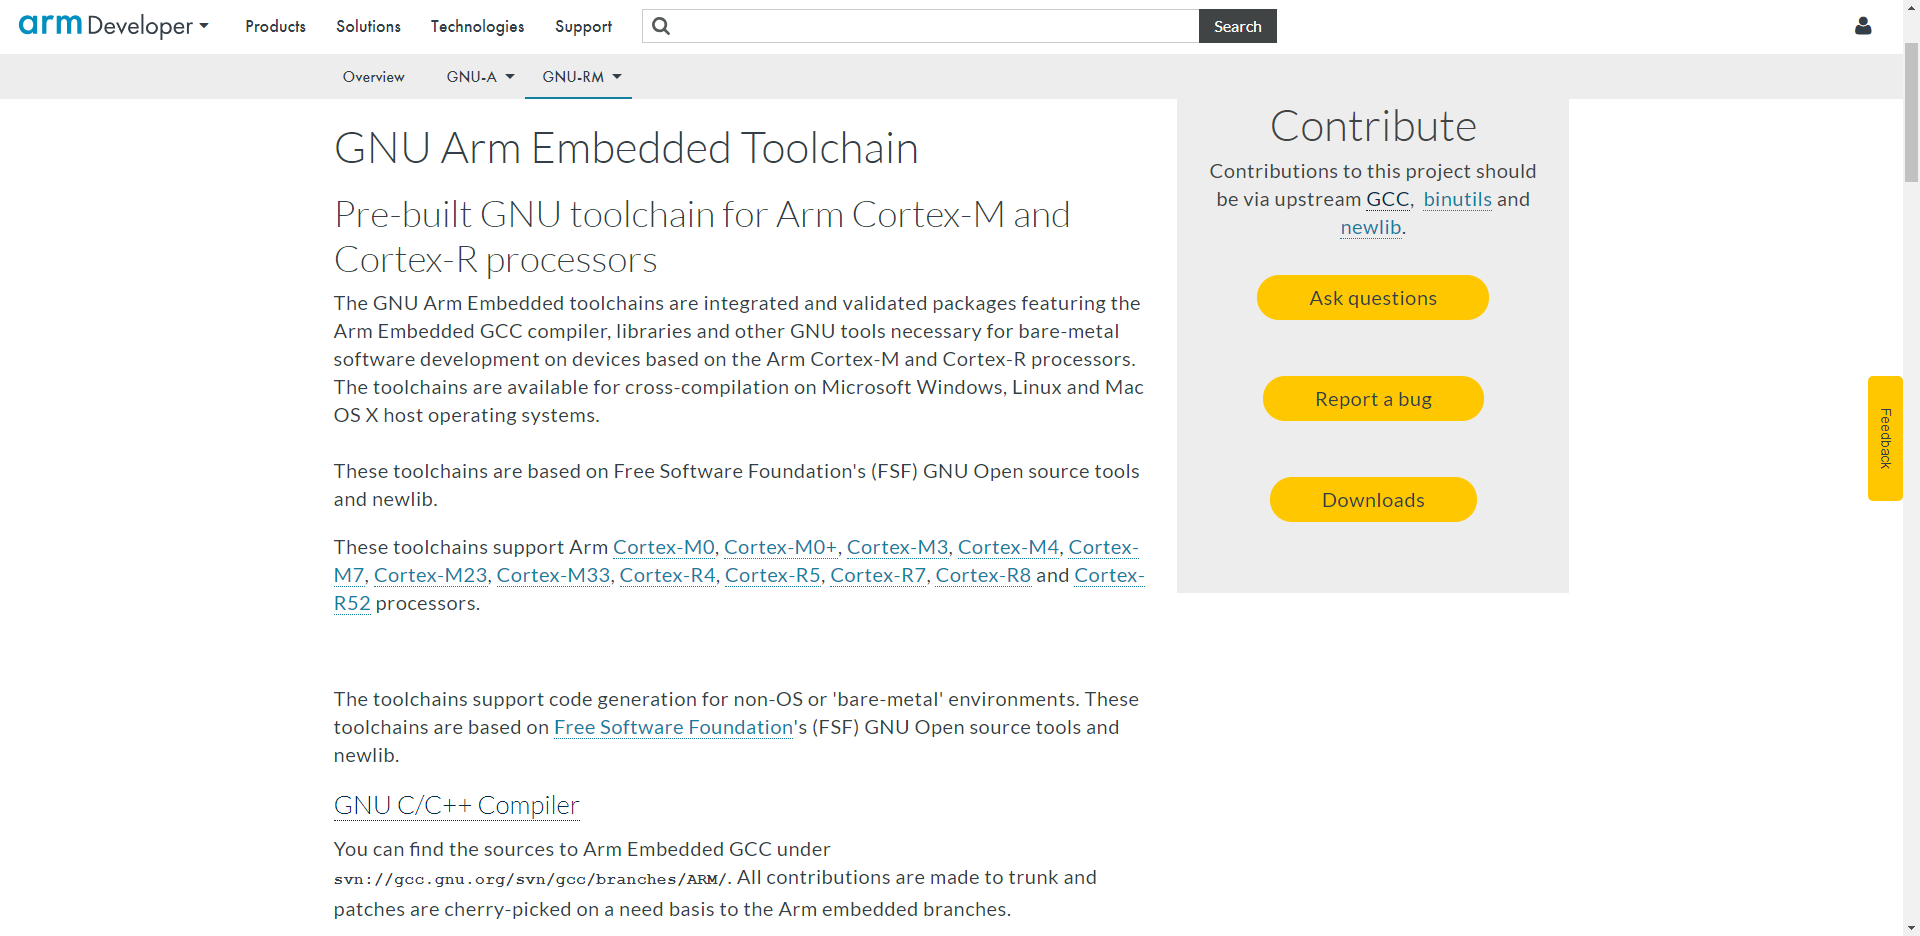 arm Developer
Products
Solutions
Technologies
Support
Search
Overview
GNU-A
GNU-RM
GNU Arm Embedded Toolchain
Pre-built GNU toolchain for Arm Cortex-M and
Cortex-R processors
The GNU Arm Embedded toolchains are integrated and validated packages featuring the
Arm Embedded GCC compiler, libraries and other GNU tools necessary for bare-metal
software development on devices based on the Arm Cortex-M and Cortex-R processors.
The toolchains are available for cross-compilation on Microsoft Windows, Linux and Mac
OS X host operating systems.
These toolchains are based on Free Software Foundation's (FSF) GNU Open source tools
and newlib.
These toolchains support Arm Cortex-M0, Cortex-M0+, Cortex-M3, Cortex-M4, Cortex-
M7, Cortex-M23, Cortex-M33, Cortex-R4, Cortex-R5, Cortex-R7, Cortex-R8 and Cortex-
R52 processors.
The toolchains support code generation for non-OS or 'bare-metal' environments. These
toolchains are based on Free Software Foundation's (FSF) GNU Open source tools and
newlib.
GNU C/C++ Compiler
You can find the sources to Arm Embedded GCC under
svn://gcc.gnu.org/svn/gcc/branches/ARM/. All contributions are made to trunk and
patches are cherry-picked on a need basis to the Arm embedded branches.
Contribute
Contributions to this project should
be via upstream GCC, binutils and
newlib.
Ask questions
Report a bug
Downloads
Feedback